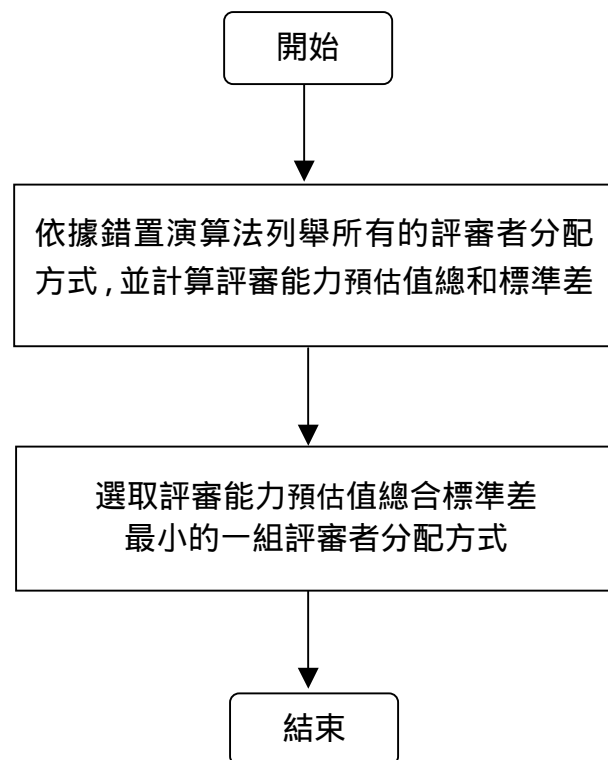 開始
依據錯置演算法列舉所有的評審者分配
方式,並計算評審能力預估值總和標準差
選取評審能力預估值總合標準差
最小的一組評審者分配方式
結束